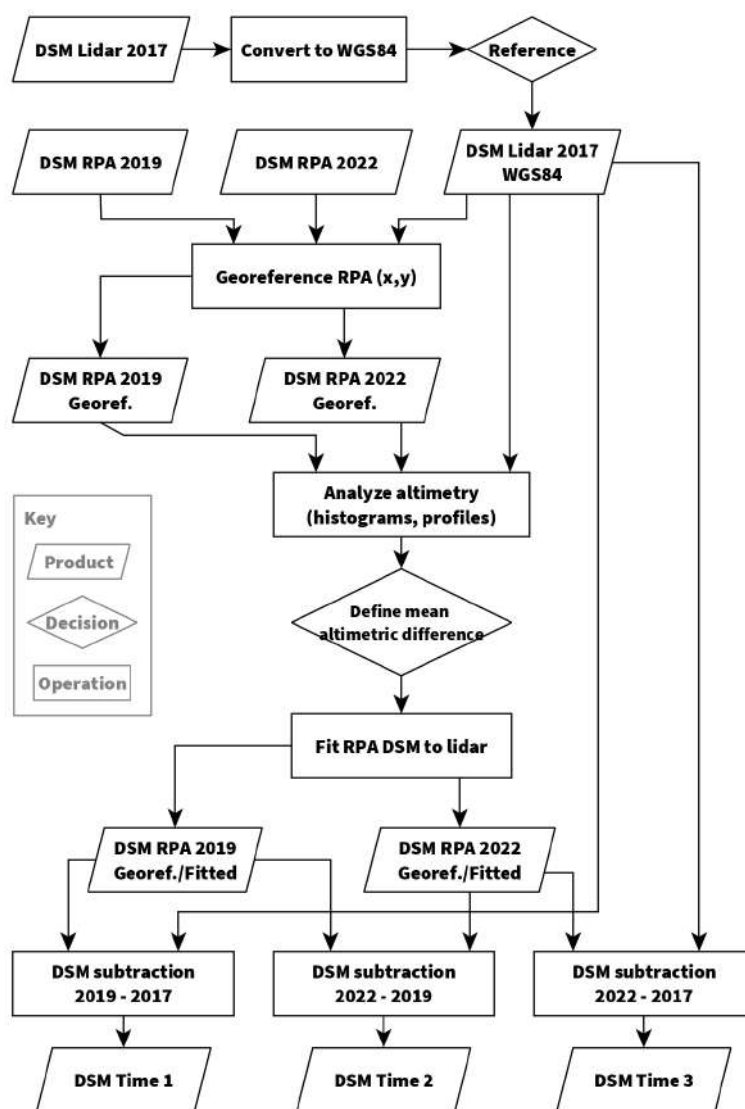 DSM Lidar 2017
Convert to WGS84
Reference
DSM RPA 2019
DSM RPA 2022
DSM Lidar 2017
WGS84
Georeference RPA (x,y)
DSM RPA 2019
Georef.
DSM RPA 2022
Georef.
Analyze altimetry
(histograms, profiles)
Key
Product
Decision
Operation
Define mean
altimetric difference
Fit RPA DSM to lidar
DSM RPA 2019
Georef./Fitted
DSM RPA 2022
Georef./Fitted
DSM subtraction
2019 - 2017
DSM subtraction
2022 - 2019
DSM subtraction
2022 - 2017
DSM Time 1
DSM Time 2
DSM Time 3